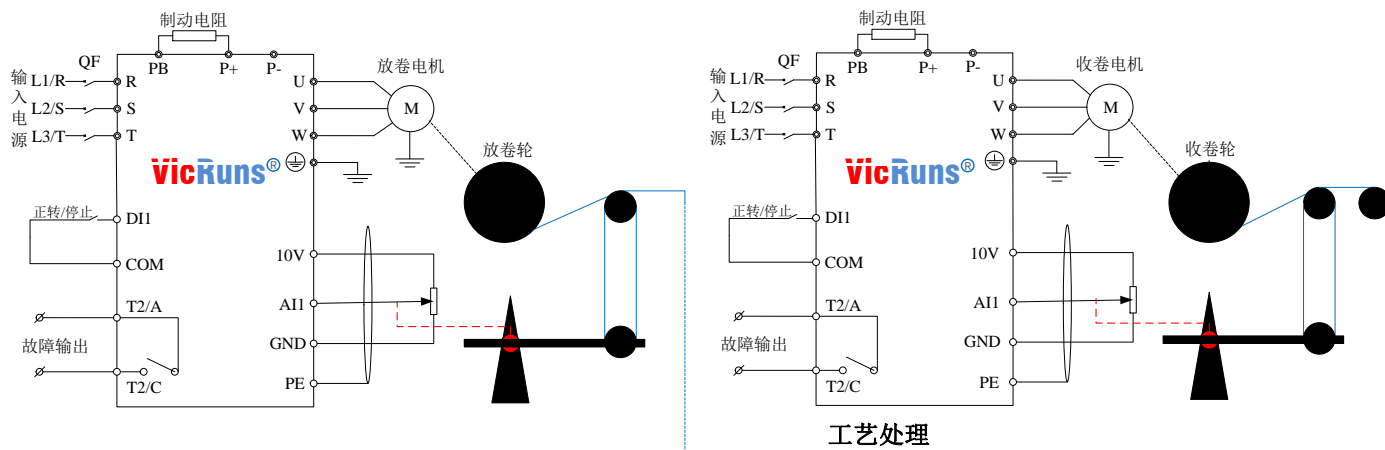 制动电阻
PB
P+
P-
QF
输入电源
L1/R
R
L2/S
S
L3/T
T
U
V
W
放卷电机
M
VicRuns®
放卷轮
正转/停止
DI1
COM
10V
AI1
GND
PE
T2/A
故障输出
T2/C
制动电阻
PB
P+
P-
QF
输入电源
L1/R
R
L2/S
S
L3/T
T
U
V
W
收卷电机
M
VicRuns®
收卷轮
正转/停止
DI1
COM
10V
AI1
GND
PE
T2/A
故障输出
T2/C
工艺处理